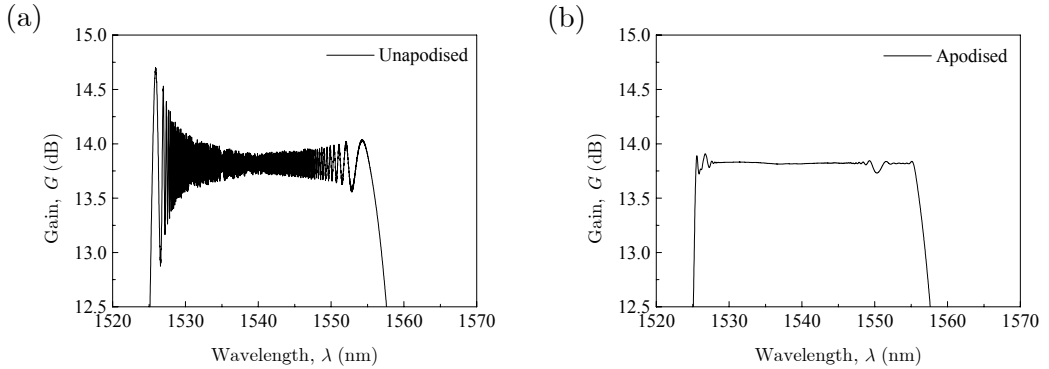 (a)
15.0
14.5
14.0
13.5
13.0
12.5
Gain, G (dB)
Unapodised
1520 1530 1540 1550 1560 1570
Wavelength, λ (nm)
(b)
15.0
14.5
14.0
13.5
13.0
12.5
Gain, G (dB)
Apodised
1520 1530 1540 1550 1560 1570
Wavelength, λ (nm)